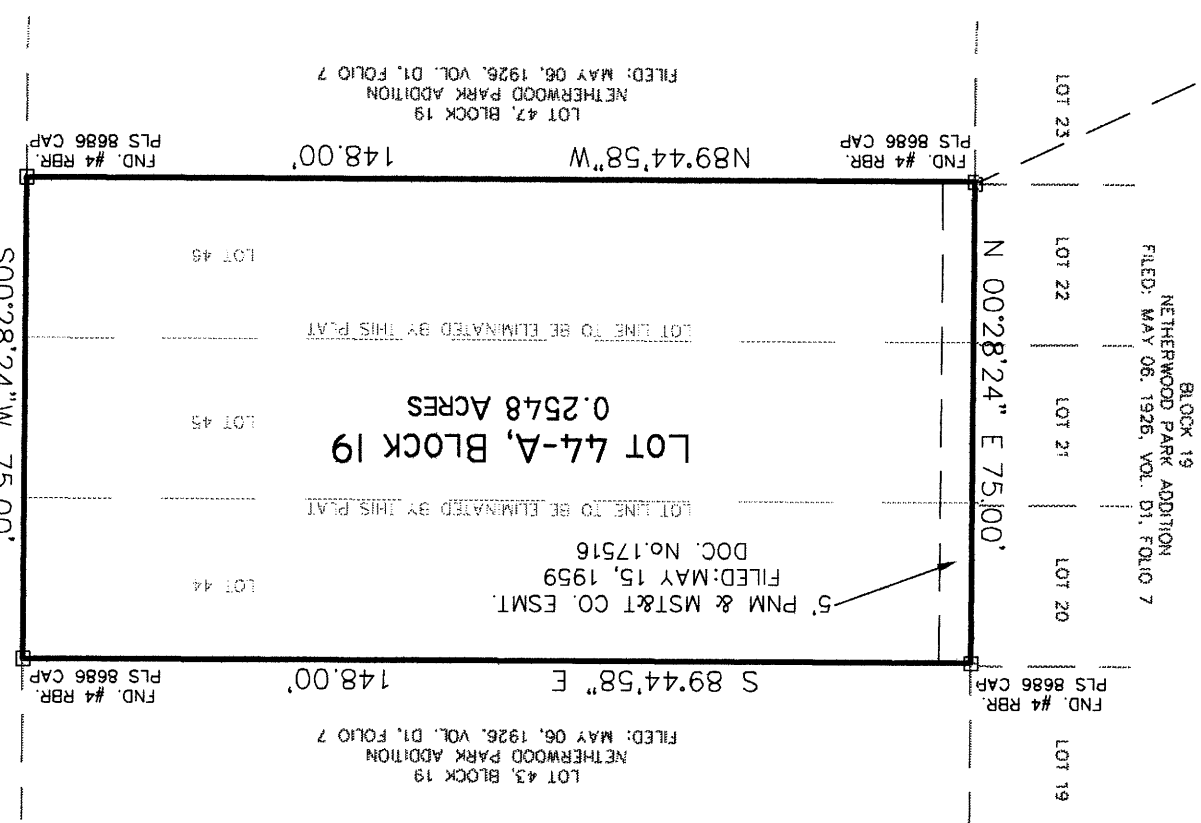 LOT 43, BLOCK 19
NETHERWOOD PARK ADDITION
FILED: MAY 06, 1926, VOL. D1, FOLIO 7
FND. #4 RBR.
PLS 8686 CAP
S 89°44'58" E
148.00'
FND. #4 RBR.
PLS 8686 CAP
5' PNM & MST&T CO. ESMT.
FILED:MAY 15, 1959
DOC. No.17516
LOT 44
LOT LINE TO BE ELIMINATED BY THIS PLAT
LOT 44-A, BLOCK 19
0.2548 ACRES
LOT 45
LOT LINE TO BE ELIMINATED BY THIS PLAT
LOT 46
N 00°28'24" E 75.00'
S00°28'24"W 75.00'
N89°44'58"W
148.00'
FND. #4 RBR.
PLS 8686 CAP
FND. #4 RBR.
PLS 8686 CAP
LOT 47, BLOCK 19
NETHERWOOD PARK ADDITION
FILED: MAY 06, 1926, VOL. D1, FOLIO 7
LOT 19
LOT 20
LOT 21
LOT 22
LOT 23
BLOCK 19
NETHERWOOD PARK ADDITION
FILED: MAY 06, 1926, VOL. D1, FOLIO 7